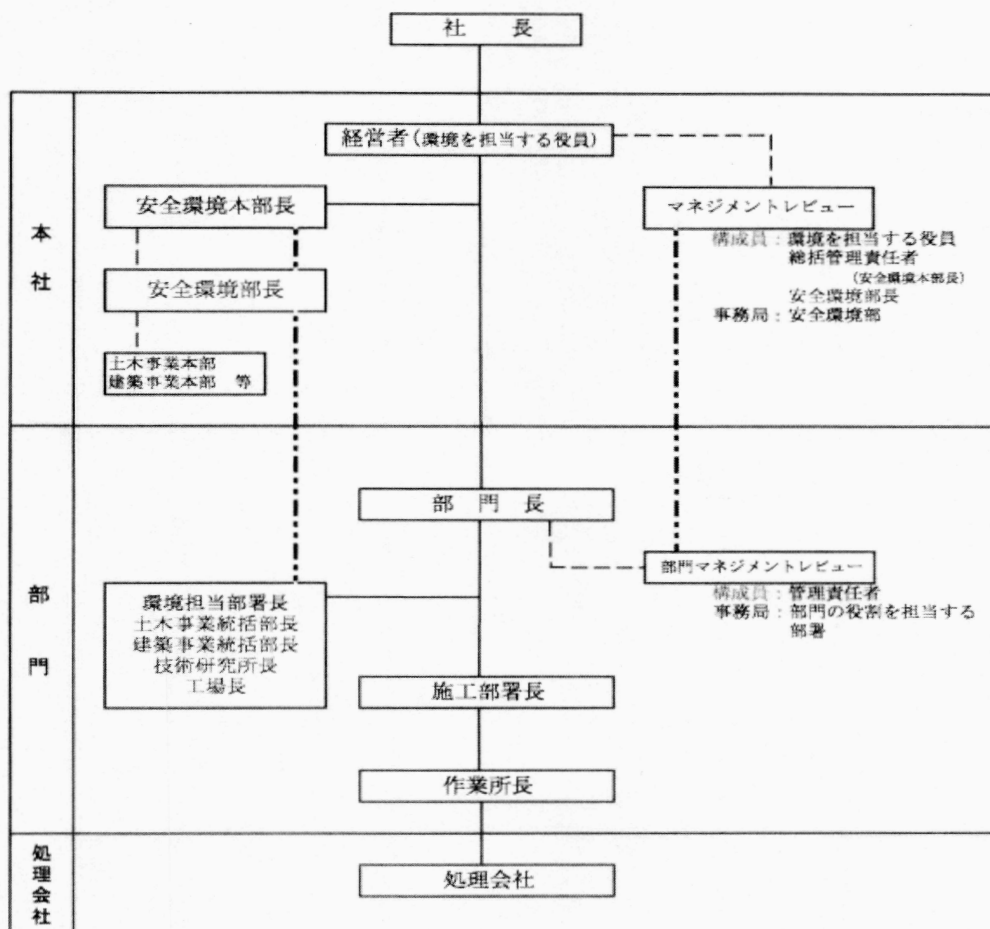 社長
本社
経営者(環境を担当する役員)
安全環境本部長
マネジメントレビュー
構成員：環境を担当する役員
総括管理責任者
(安全環境本部長)
安全環境部長
事務局：安全環境部
安全環境部長
土木事業本部
建築事業本部 等
部門
部門長
部門マネジメントレビュー
構成員：管理責任者
事務局：部門の役割を担当する
部署
環境担当部署長
土木事業統括部長
建築事業統括部長
技術研究所長
工場長
施工部署長
作業所長
処理会社
処理会社